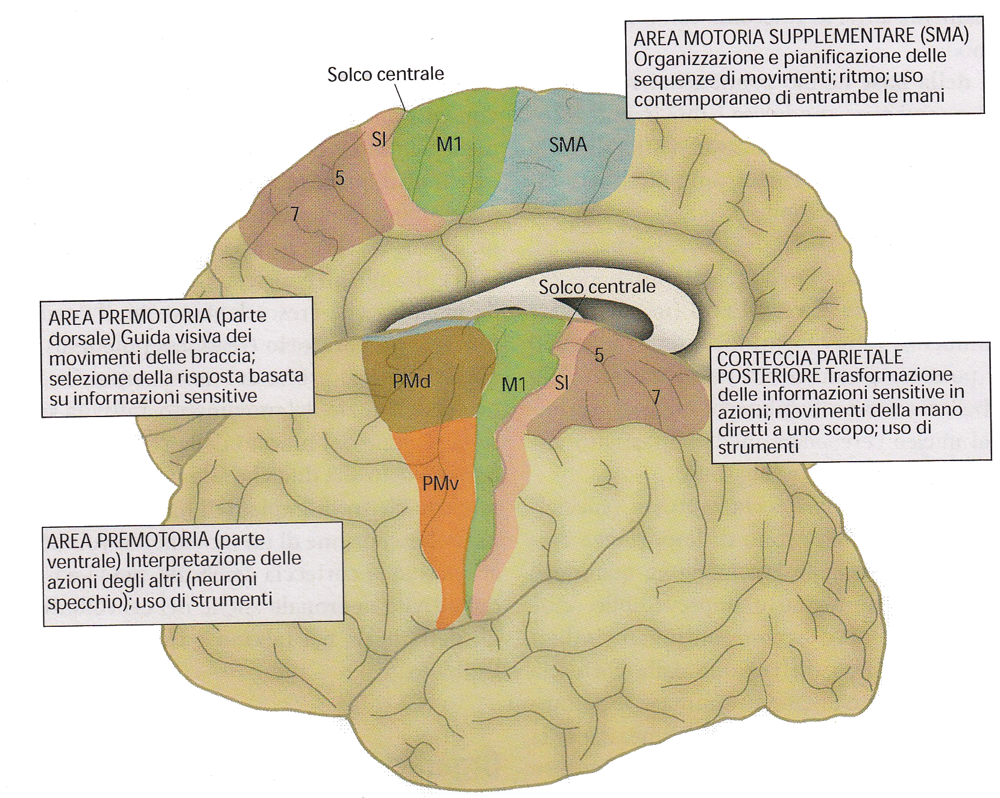 AREA MOTORIA SUPPLEMENTARE (SMA)
Organizzazione e pianificazione delle
sequenze di movimenti; ritmo; uso
contemporaneo di entrambe le mani
Solco centrale
SI
M1
SMA
5
7
Solco centrale
AREA PREMOTORIA (parte
dorsale) Guida visiva dei
movimenti delle braccia;
selezione della risposta basata
su informazioni sensitive
PMd
M1
SI
5
7
CORTECCIA PARIETALE
POSTERIORE Trasformazione
delle informazioni sensitive in
azioni; movimenti della mano
diretti a uno scopo; uso di
strumenti
PMv
AREA PREMOTORIA (parte
ventrale) Interpretazione delle
azioni degli altri (neuroni
specchio); uso di strumenti